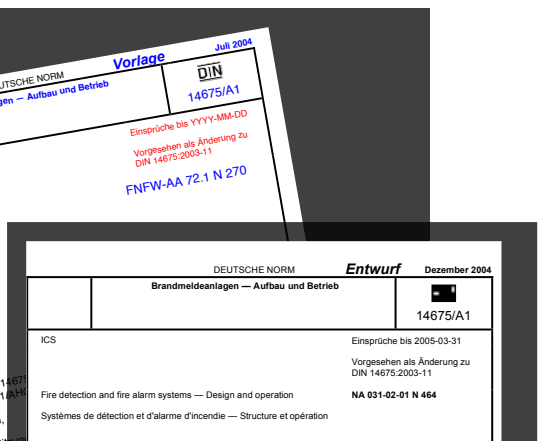 Vorlage Juli 2004
DEUTSCHE NORM
Aufbau und Betrieb
DIN
14675/A1
Einsprüche bis YYYY-MM-DD
Vorgesehen als Änderung zu
DIN 14675:2003-11
FNFW-AA 72.1 N 270
DEUTSCHE NORM Entwurf Dezember 2004
Brandmeldeanlagen — Aufbau und Betrieb
14675/A1
ICS Einsprüche bis 2005-03-31
Vorgesehen als Änderung zu
DIN 14675:2003-11
Fire detection and fire alarm systems — Design and operation NA 031-02-01 N 464
Systèmes de détection et d'alarme d'incendie — Structure et opération